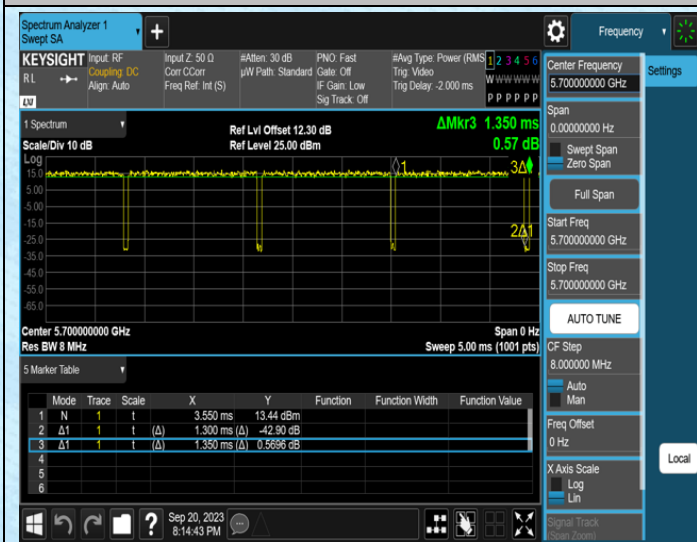 Spectrum Analyzer 1
Swept SA
+
Frequency
KEYSIGHT
RL
LXI
Input: RF
Coupling: DC
Align: Auto
Input Z: 50 Ω
Corr CCorr
Freq Ref: Int (S)
#Atten: 30 dB
µW Path: Standard
PNO: Fast
Gate: Off
IF Gain: Low
Sig Track: Off
#Avg Type: Power (RMS
Trig: Video
Trig Delay: -2.000 ms
1 2 3 4 5 6
W W W W W W
P P P P P P
1 Spectrum
Scale/Div 10 dB
Ref Lvl Offset 12.30 dB
Ref Level 25.00 dBm
ΔMkr3 1.350 ms
0.57 dB
Log
15.0
5.00
-5.00
-15.0
-25.0
-35.0
-45.0
-55.0
-65.0
1
3Δ
2Δ1
Center 5.700000000 GHz
Res BW 8 MHz
Span 0 Hz
Sweep 5.00 ms (1001 pts)
5 Marker Table
Mode Trace Scale X Y Function Function Width Function Value
1 N 1 t 3.550 ms 13.44 dBm
2 Δ1 1 t (Δ) 1.300 ms (Δ) -42.90 dB
3 Δ1 1 t (Δ) 1.350 ms (Δ) 0.5696 dB
4
5
6
?
Sep 20, 2023
8:14:43 PM
Center Frequency
5.700000000 GHz
Span
0.00000000 Hz
Swept Span
Zero Span
Full Span
Start Freq
5.700000000 GHz
Stop Freq
5.700000000 GHz
AUTO TUNE
CF Step
8.000000 MHz
Auto
Man
Freq Offset
0 Hz
X Axis Scale
Log
Lin
Signal Track
(Span Zoom)
Settings
Local